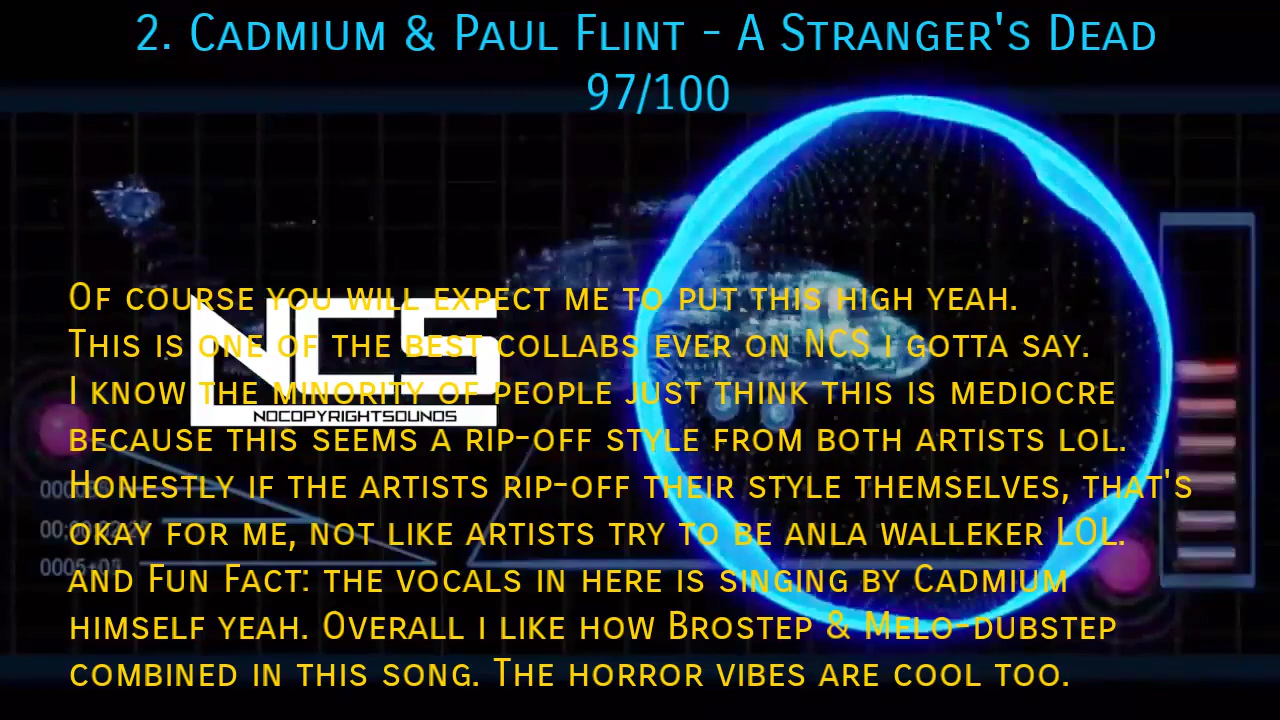 2. Cadmium & Paul Flint - A Stranger's Dead
97/100
Of course you will expect me to put this high yeah.
This is one of the best collabs ever on NCS i gotta say.
I know the minority of people just think this is mediocre
because this seems a rip-off style from both artists lol.
Honestly if the artists rip-off their style themselves, that's
okay for me, not like artists try to be anla walleker LOL.
and Fun Fact: the vocals in here is singing by Cadmium
himself yeah. Overall i like how Brostep & Melo-dubstep
combined in this song. The horror vibes are cool too.
NCS
NOCOPYRIGHTSOUNDS